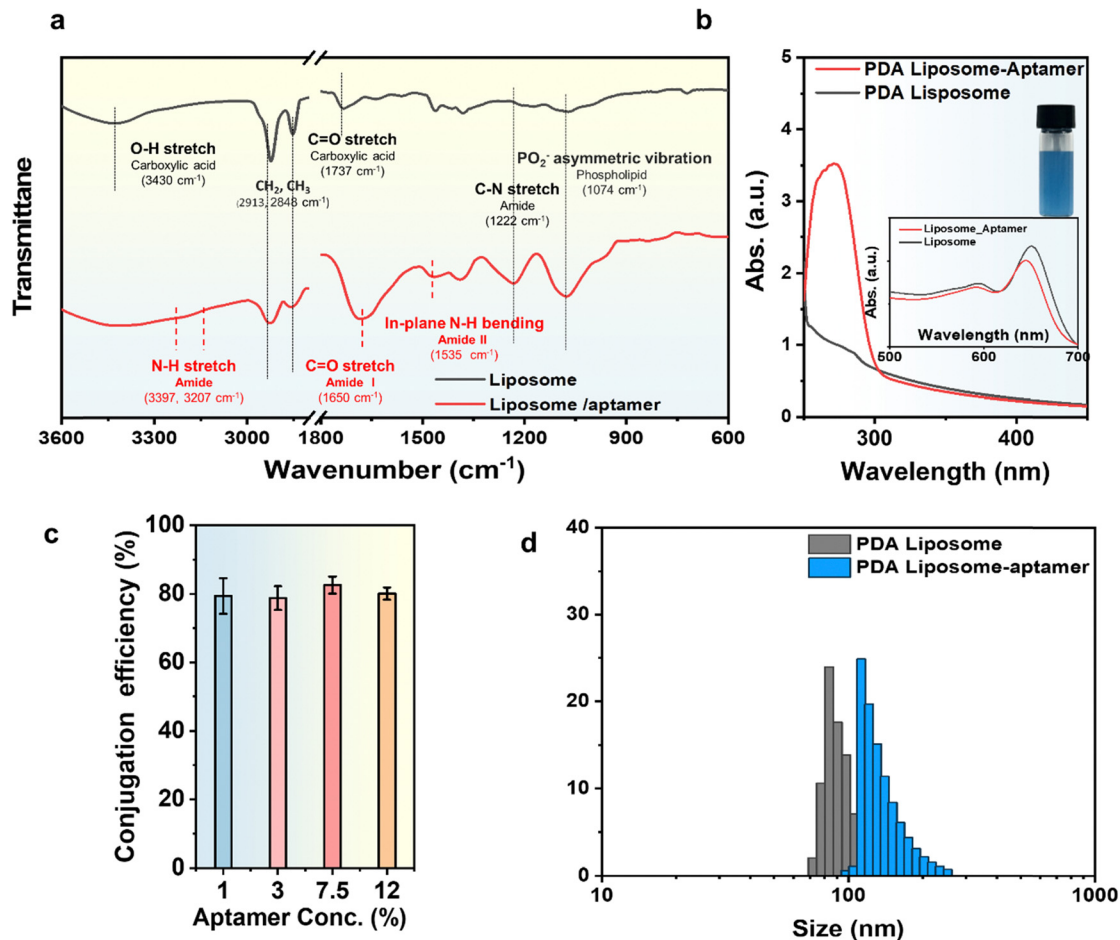 a
O-H stretch
Carboxylic acid
(3430 cm⁻¹)
CH₂, CH₃
(2913, 2848 cm⁻¹)
C=O stretch
Carboxylic acid
(1737 cm⁻¹)
PO₂⁻ asymmetric vibration
Phospholipid
(1074 cm⁻¹)
C-N stretch
Amide
(1222 cm⁻¹)
N-H stretch
Amide
(3397, 3207 cm⁻¹)
C=O stretch
Amide I
(1650 cm⁻¹)
In-plane N-H bending
Amide II
(1535 cm⁻¹)
Liposome
Liposome /aptamer
Transmittane
3600 3300 3000 1800 1200 900 600
Wavenumber (cm⁻¹)
b
PDA Liposome-Aptamer
PDA Lisposome
5
4
3
2
1
0
Abs. (a.u.)
Liposome_Aptamer
Liposome
Abs. (a.u.)
Wavelength (nm)
500 600 700
300 400
Wavelength (nm)
c
100
80
60
40
20
0
Conjugation efficiency (%)
1 3 7.5 12
Aptamer Conc. (%)
d
PDA Liposome
PDA Liposome-aptamer
40
30
20
10
0
10 100 1000
Size (nm)